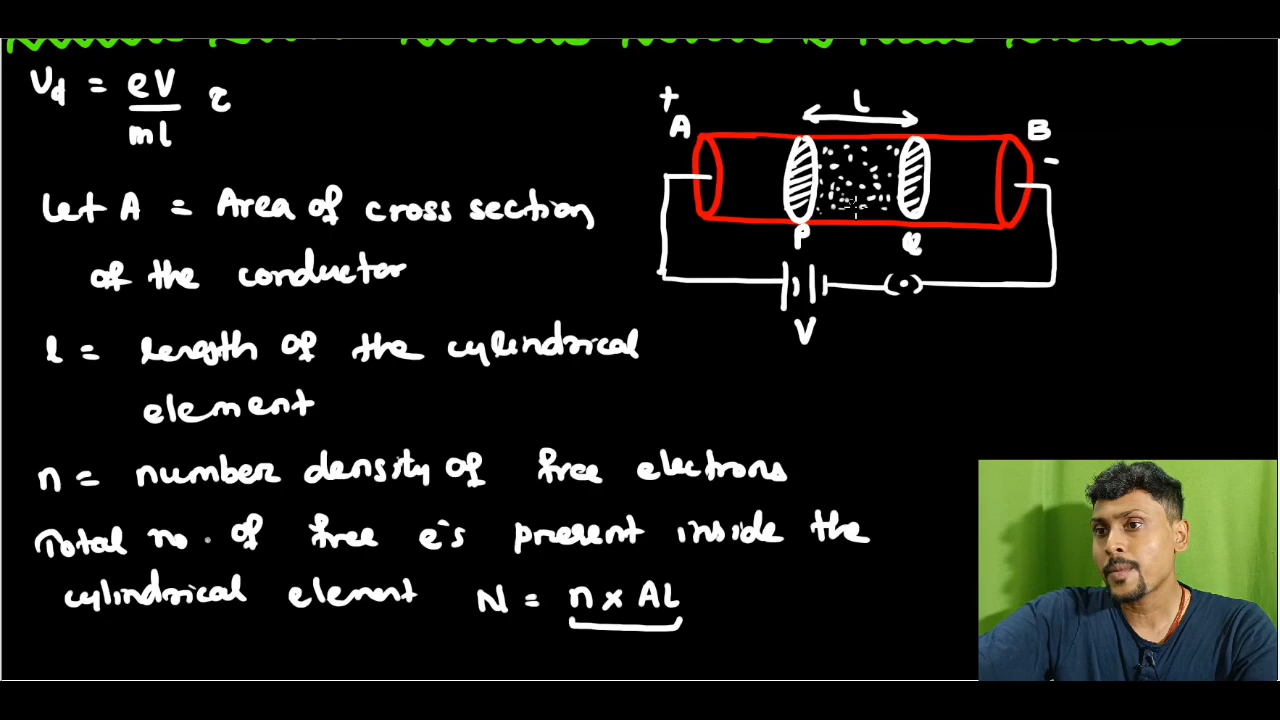 Vd = eV/ml τ
Let A = Area of cross section
of the conductor
l = length of the cylindrical
element
n = number density of free electrons
Total no. of free e-s present inside the
cylindrical element N = n x AL
+ A L B -
P Q
V